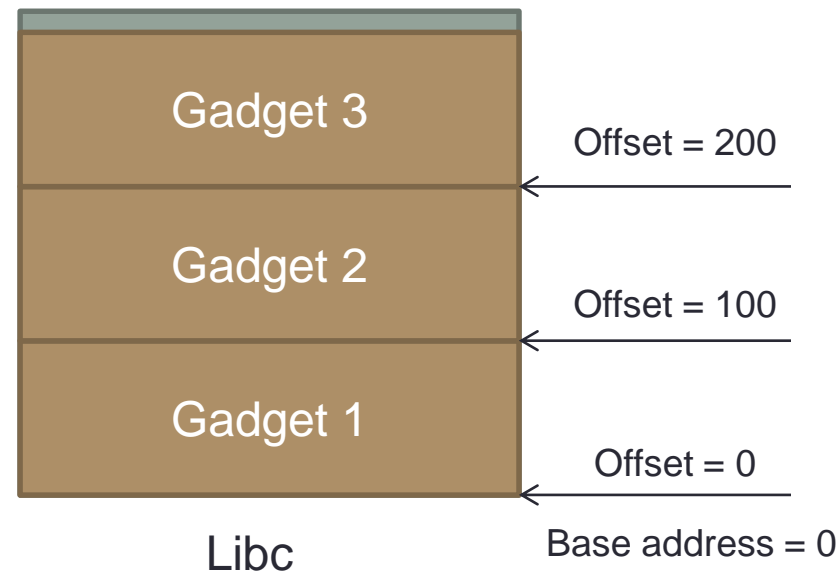 Gadget 3
Offset = 200
Gadget 2
Offset = 100
Gadget 1
Offset = 0
Libc
Base address = 0